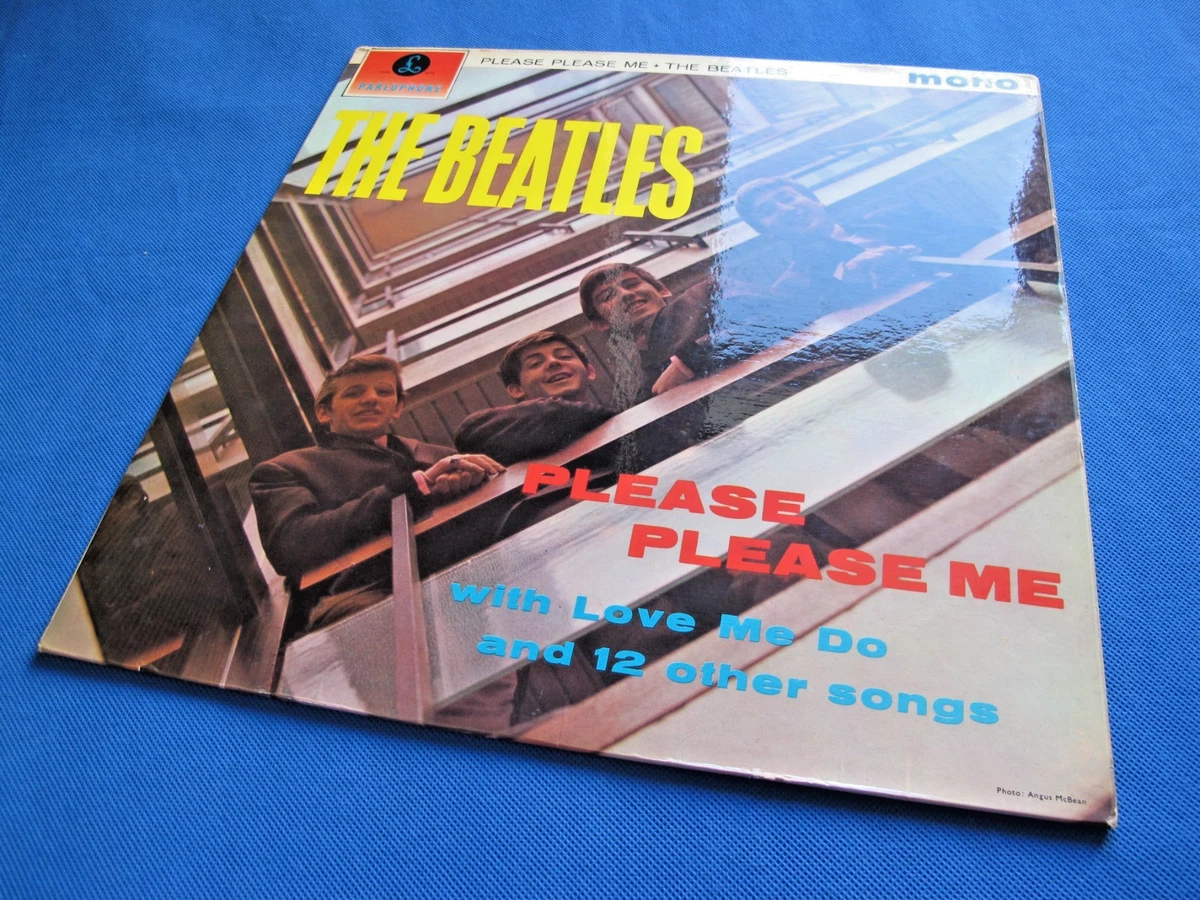 £
PARLOPHONE
PLEASE PLEASE ME • THE BEATLES
mono
THE BEATLES
PLEASE
PLEASE ME
with Love Me Do
and 12 other songs
Photo: Angus McBean